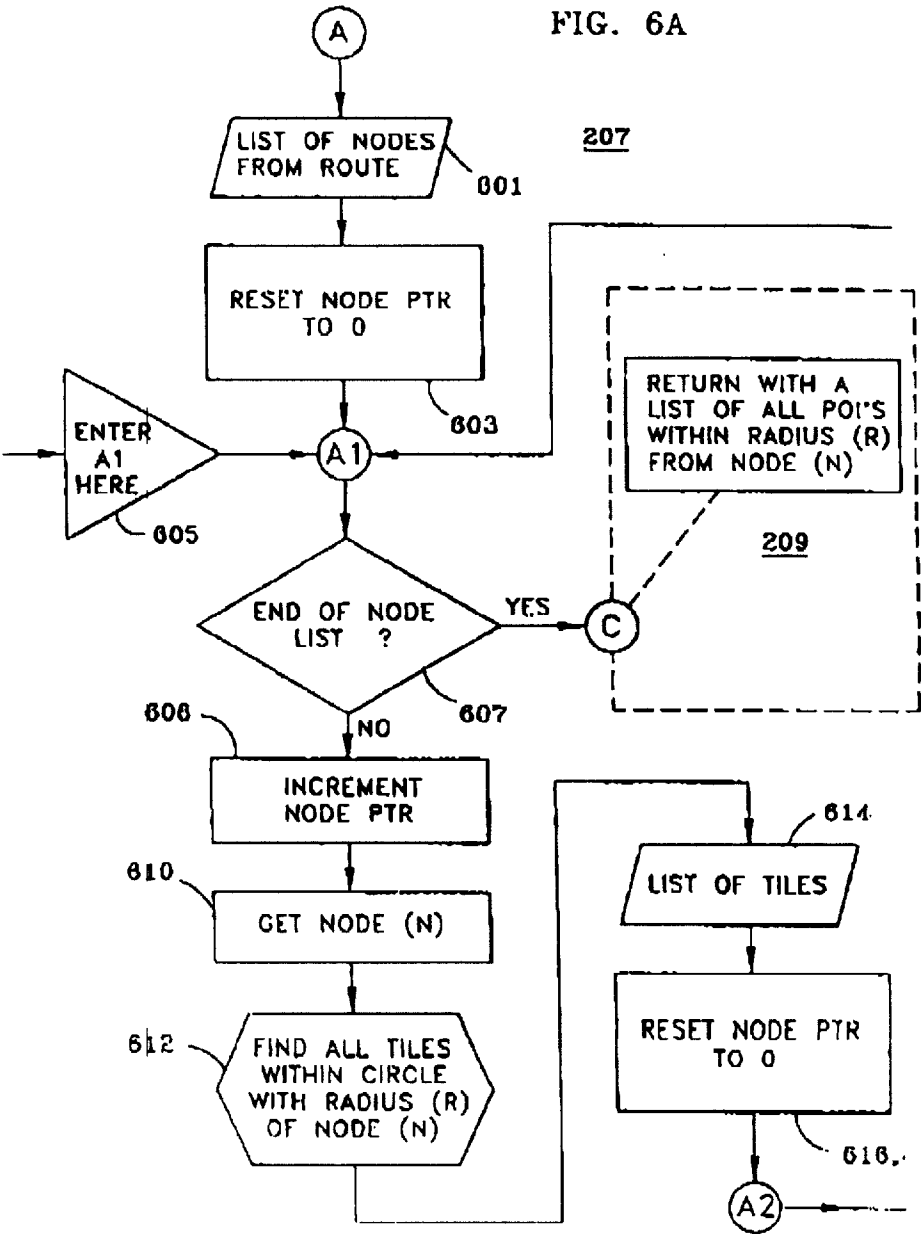 FIG. 6A
A
LIST OF NODES
FROM ROUTE
601
207
RESET NODE PTR
TO 0
603
ENTER
A1
HERE
605
A1
RETURN WITH A
LIST OF ALL POI'S
WITHIN RADIUS (R)
FROM NODE (N)
209
END OF NODE
LIST ?
YES
C
607
NO
606
INCREMENT
NODE PTR
610
GET NODE (N)
612
FIND ALL TILES
WITHIN CIRCLE
WITH RADIUS (R)
OF NODE (N)
614
LIST OF TILES
RESET NODE PTR
TO 0
616
A2